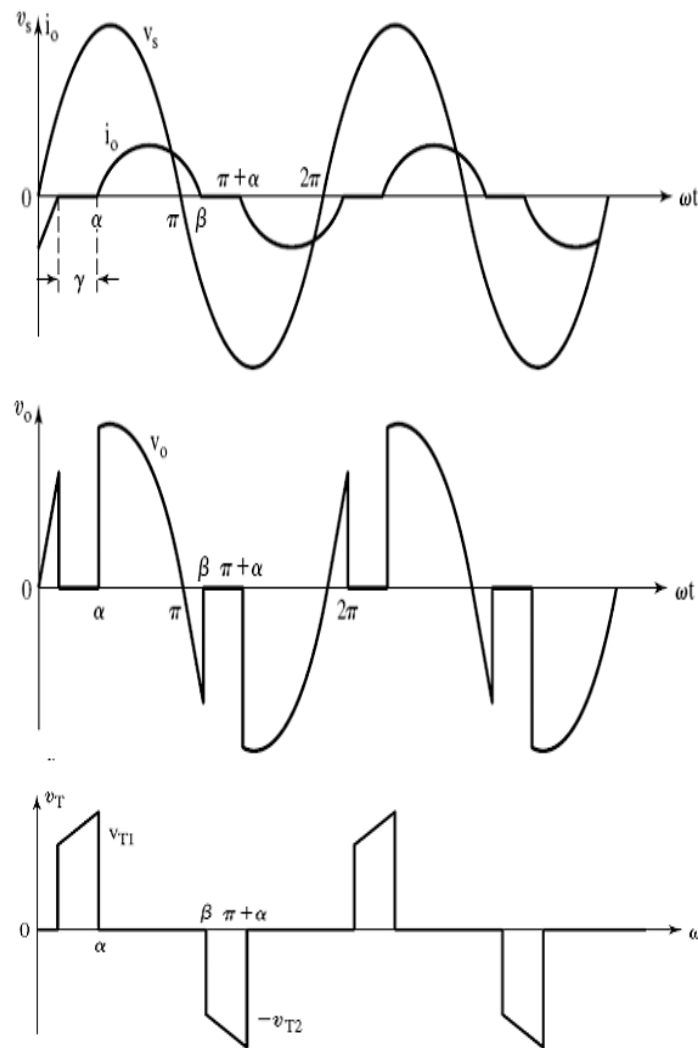 v_s i_o
v_s
i_o
π + α 2π
0 ωt
α π β
γ
v_o
v_o
β π + α
0 ωt
α π 2π
v_T
v_T1
β π + α
0 ω
α
−v_T2